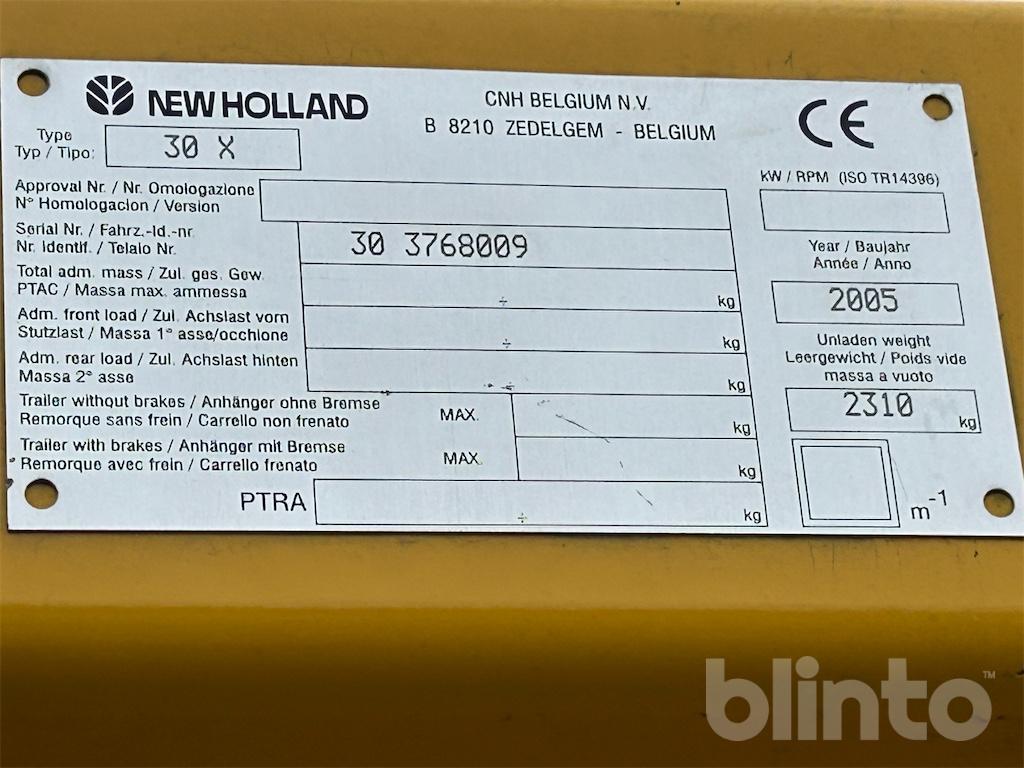 NEW HOLLAND
CNH BELGIUM N.V.
B 8210 ZEDELGEM - BELGIUM
CE
Type
Typ / Tipo:
30 X
Approval Nr. / Nr. Omologazione
N° Homologacion / Version
Serial Nr. / Fahrz.-Id.-nr
Nr. Identif. / Telaio Nr.
30 3768009
Total adm. mass / Zul. ges. Gew.
PTAC / Massa max. ammessa
÷ kg
Adm. front load / Zul. Achslast vorn
Stutzlast / Massa 1° asse/occhione
÷ kg
Adm. rear load / Zul. Achslast hinten
Massa 2° asse
÷ kg
Trailer without brakes / Anhänger ohne Bremse
Remorque sans frein / Carrello non frenato
MAX.
kg
Trailer with brakes / Anhänger mit Bremse
Remorque avec frein / Carrello frenato
MAX.
kg
PTRA
÷ kg
kW / RPM (ISO TR14396)
Year / Baujahr
Année / Anno
2005
Unladen weight
Leergewicht / Poids vide
massa a vuoto
2310 kg
m-1
blinto™